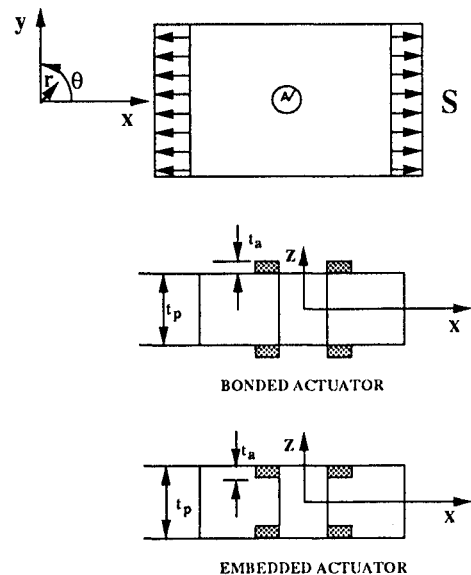 y
r
θ
x
S
t_a
Z
t_p
X
BONDED ACTUATOR
t_a
Z
t_p
X
EMBEDDED ACTUATOR